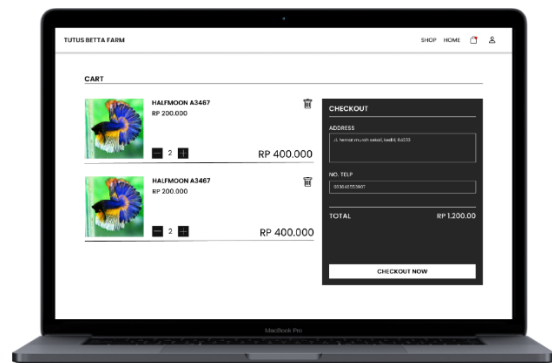 TUTUS BETTA FARM
SHOP HOME
CART
HALFMOON A3467
RP 200.000
2
RP 400.000
HALFMOON A3467
RP 200.000
2
RP 400.000
CHECKOUT
ADDRESS
NO. TELP
TOTAL RP 1.200.00
CHECKOUT NOW
MacBook Pro